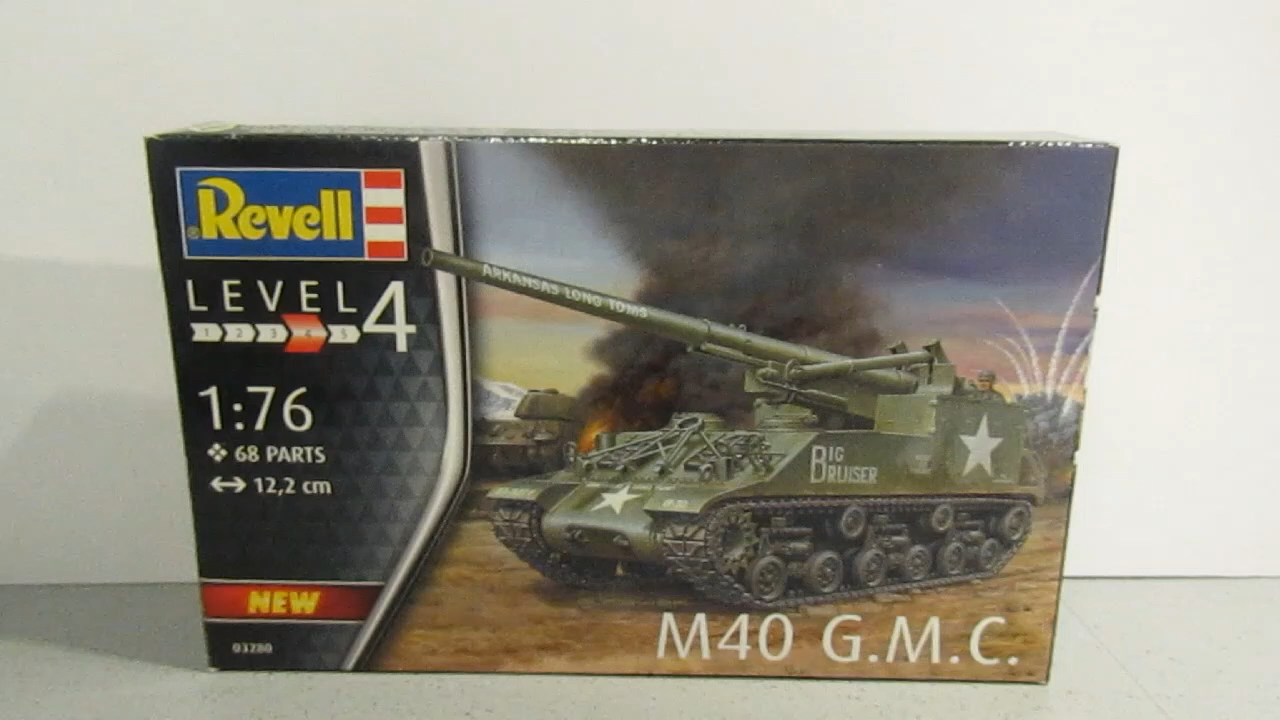 ®Revell
LEVEL 4
1 2 3 4 5
1:76
68 PARTS
12,2 cm
NEW
03280
ARKANSAS LONG TOMS
BIG
BRUISER
M40 G.M.C.